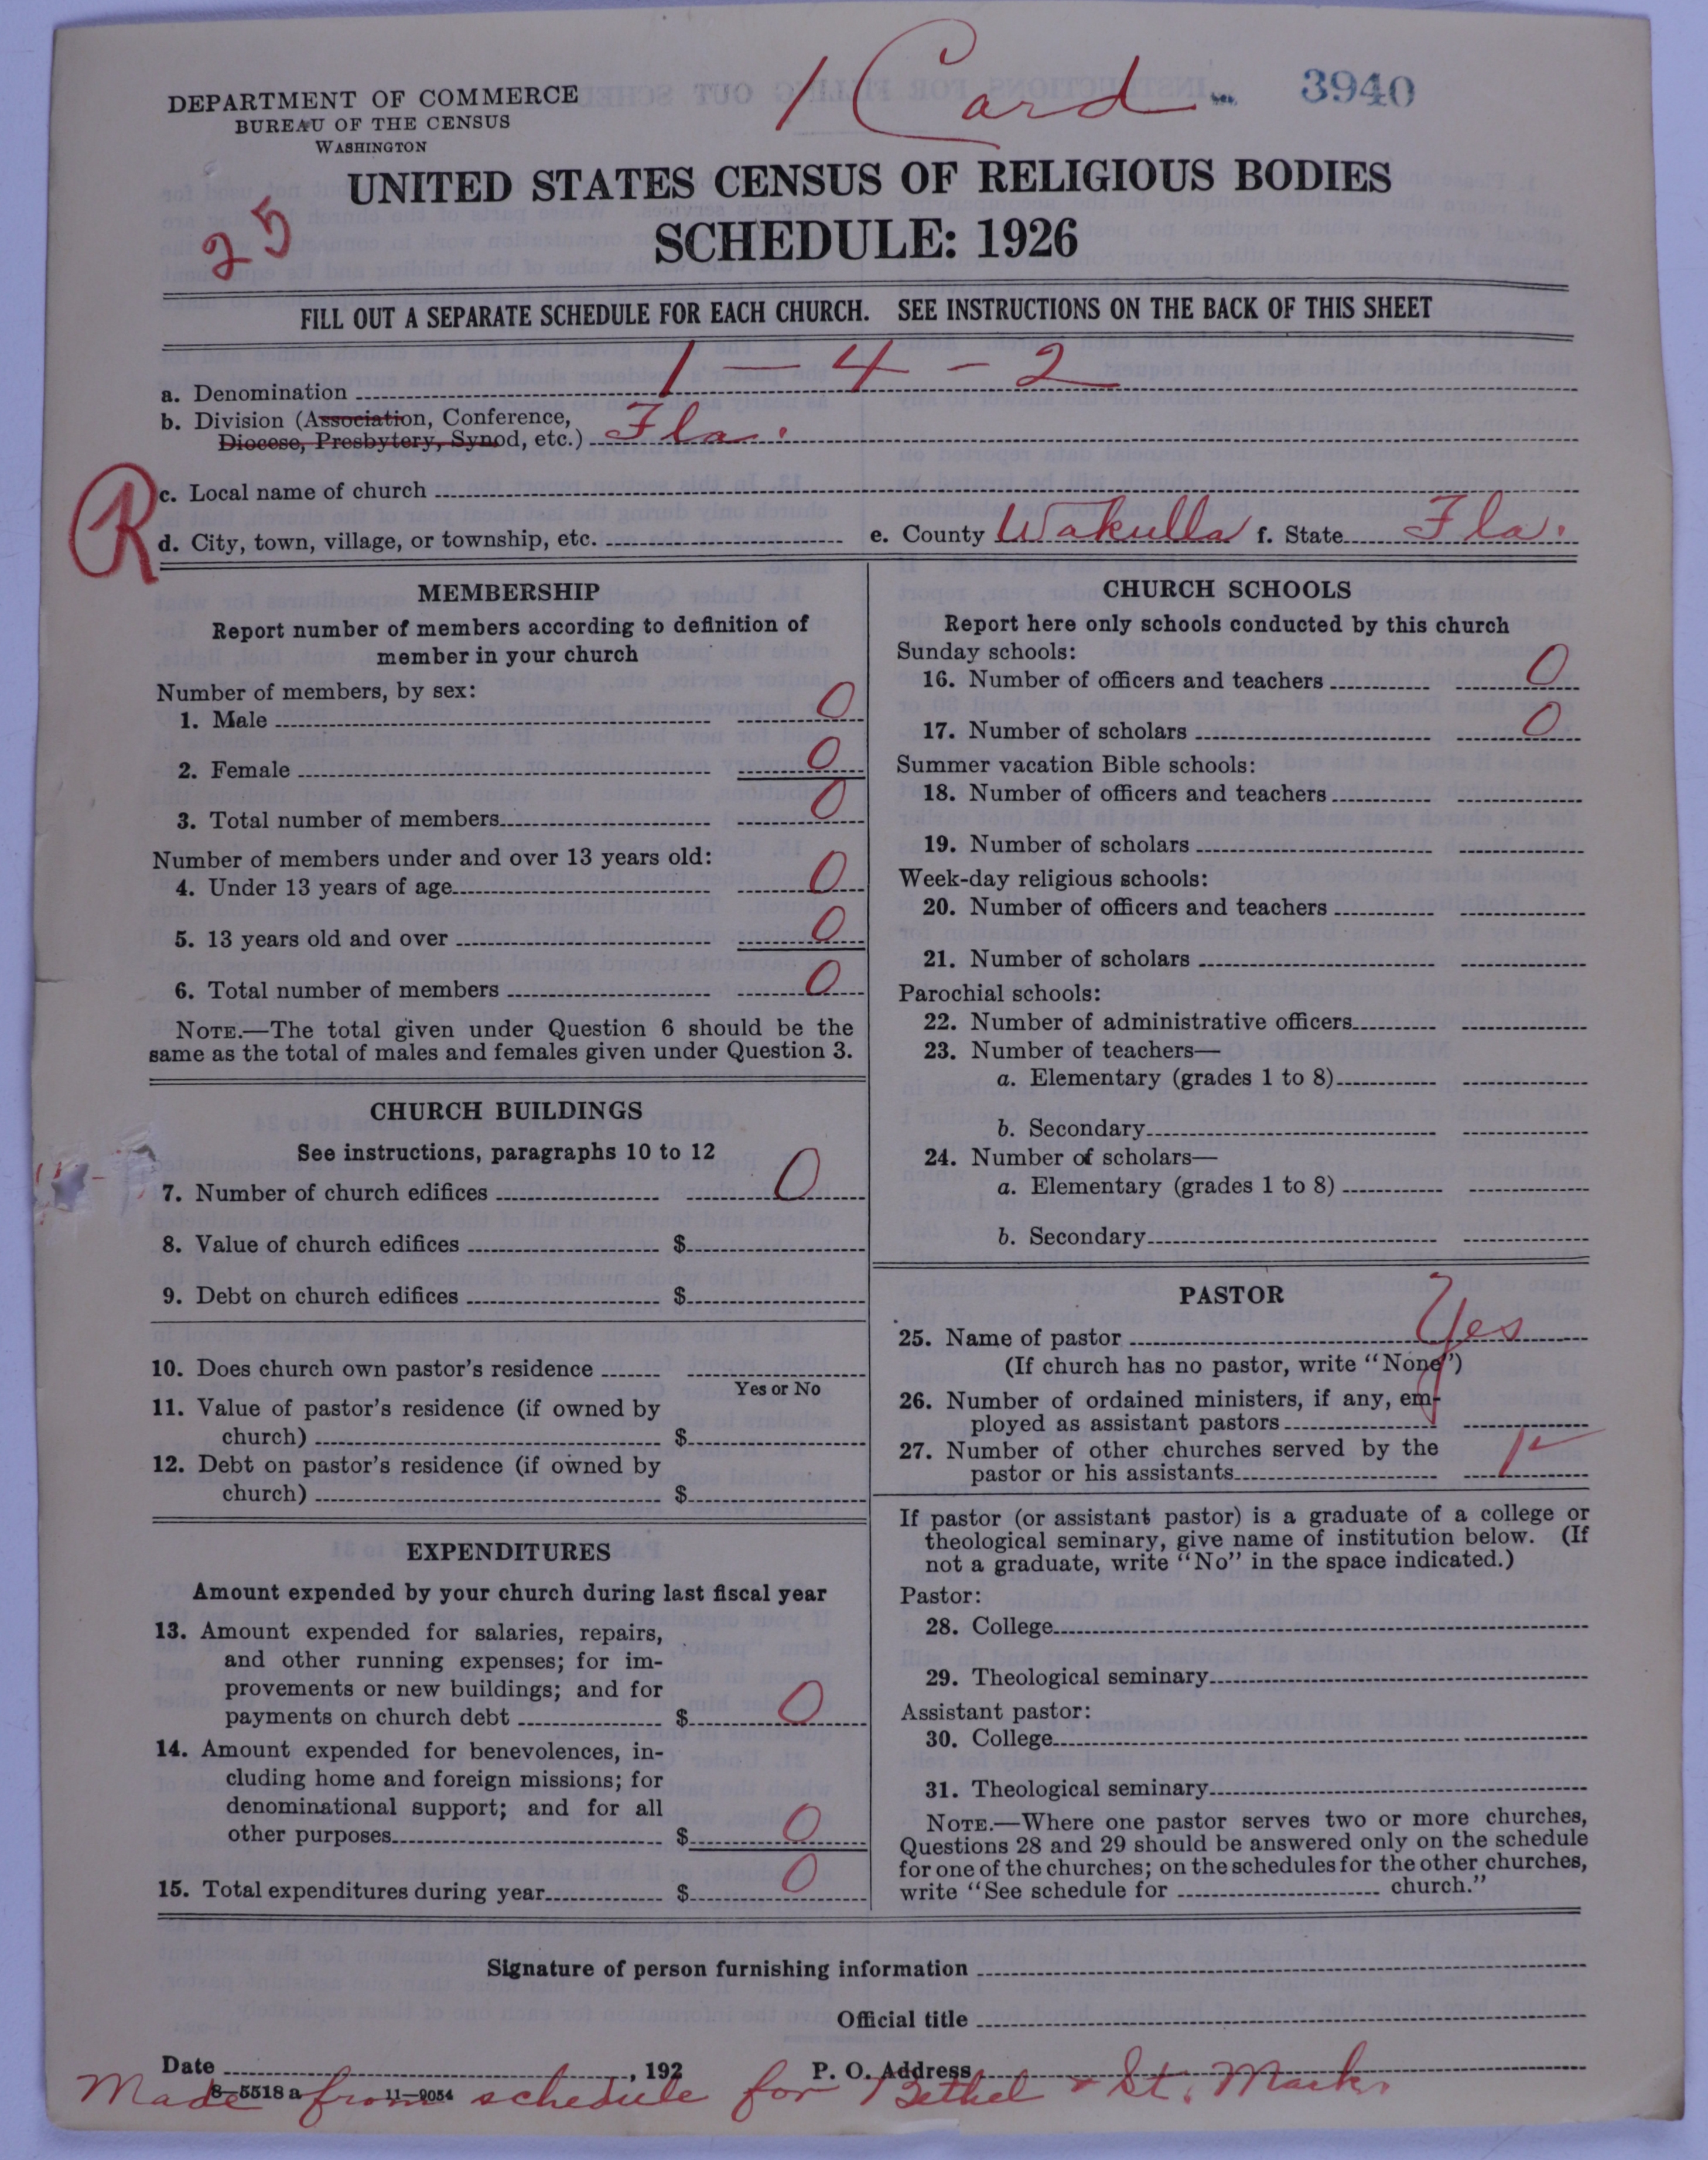 1 Card 3940
DEPARTMENT OF COMMERCE
BUREAU OF THE CENSUS
WASHINGTON
UNITED STATES CENSUS OF RELIGIOUS BODIES
25
SCHEDULE: 1926
FILL OUT A SEPARATE SCHEDULE FOR EACH CHURCH. SEE INSTRUCTIONS ON THE BACK OF THIS SHEET
a. Denomination 1 - 4 - 2
b. Division (Association, Conference,
Diocese, Presbytery, Synod, etc.) Fla.
R
c. Local name of church
d. City, town, village, or township, etc. e. County Wakulla f. State Fla.
MEMBERSHIP
Report number of members according to definition of
member in your church
Number of members, by sex:
1. Male 0
2. Female 0
3. Total number of members 0
Number of members under and over 13 years old:
4. Under 13 years of age 0
5. 13 years old and over 0
6. Total number of members 0
NOTE.—The total given under Question 6 should be the
same as the total of males and females given under Question 3.
CHURCH BUILDINGS
See instructions, paragraphs 10 to 12
7. Number of church edifices 0
8. Value of church edifices $
9. Debt on church edifices $
10. Does church own pastor's residence
Yes or No
11. Value of pastor's residence (if owned by
church) $
12. Debt on pastor's residence (if owned by
church) $
EXPENDITURES
Amount expended by your church during last fiscal year
13. Amount expended for salaries, repairs,
and other running expenses; for im-
provements or new buildings; and for
payments on church debt $ 0
14. Amount expended for benevolences, in-
cluding home and foreign missions; for
denominational support; and for all
other purposes $ 0
15. Total expenditures during year $ 0
CHURCH SCHOOLS
Report here only schools conducted by this church
Sunday schools:
16. Number of officers and teachers 0
17. Number of scholars 0
Summer vacation Bible schools:
18. Number of officers and teachers
19. Number of scholars
Week-day religious schools:
20. Number of officers and teachers
21. Number of scholars
Parochial schools:
22. Number of administrative officers
23. Number of teachers—
a. Elementary (grades 1 to 8)
b. Secondary
24. Number of scholars—
a. Elementary (grades 1 to 8)
b. Secondary
PASTOR
25. Name of pastor Yes
(If church has no pastor, write "None")
26. Number of ordained ministers, if any, em-
ployed as assistant pastors
27. Number of other churches served by the
pastor or his assistants 1
If pastor (or assistant pastor) is a graduate of a college or
theological seminary, give name of institution below. (If
not a graduate, write "No" in the space indicated.)
Pastor:
28. College
29. Theological seminary
Assistant pastor:
30. College
31. Theological seminary
NOTE.—Where one pastor serves two or more churches,
Questions 28 and 29 should be answered only on the schedule
for one of the churches; on the schedules for the other churches,
write "See schedule for church."
Signature of person furnishing information
Official title
Date , 192 P. O. Address
8—5518 a 11—9054
Made from schedule for Bethel & St. Marks